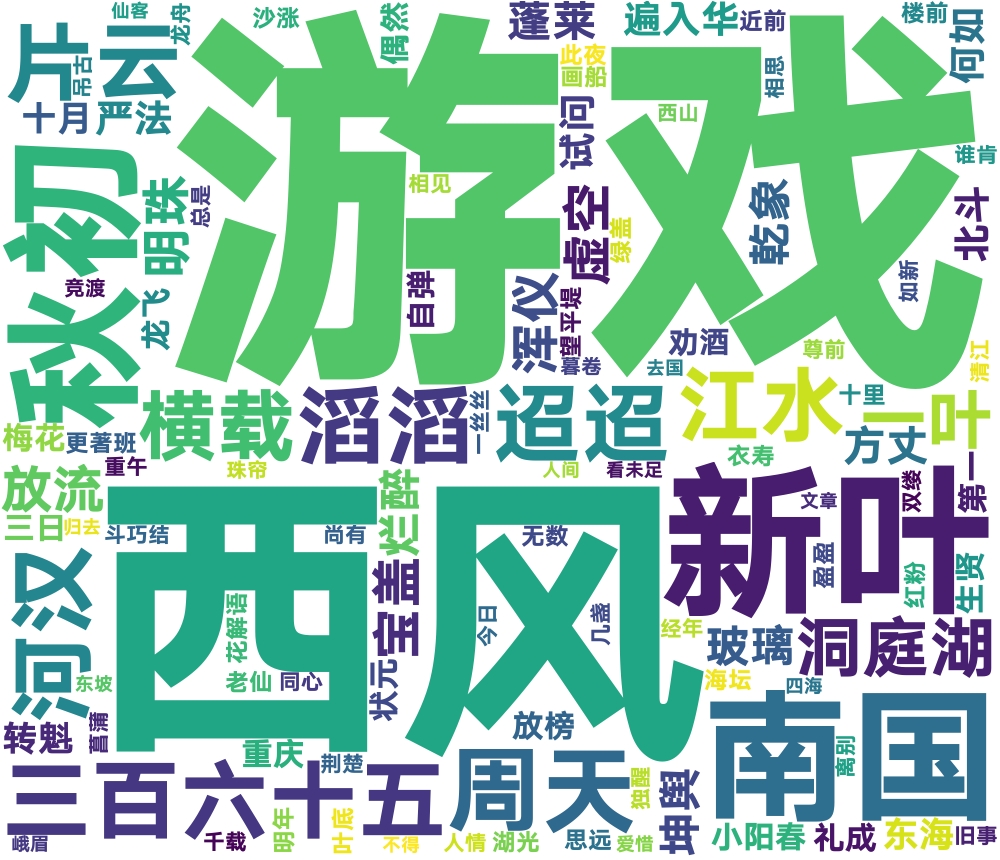 仙客
龙舟
沙涨
偶然
蓬莱
遍入华
近前
楼前
何如
斤
云
吊古
游戏
此夜
画船
相思
西山
十月
严法
试问
谁肯
秋初
明珠
总是
相见
虚空
绿盖
乾象
北斗
竞渡
龙飞
自弹
浑仪
望平堤
暮卷
去国
劝酒
尊前
如新
清江
梅花
更著班
横载
滔滔
一丝丝
迢迢
江水
十里
一叶
重午
珠帘
人间
看未足
衣寿
方丈
放流
三日
归去
斗巧结
尚有
烂醉
无数
文章
双缕
第一
河汉
西风
新叶
花解语
宝盖
今日
几盏
盈盈
红粉
生贤
东坡
老仙
同心
状元
经年
玻璃
洞庭湖
海坛
四海
转魁
菖蒲
重庆
荆楚
放榜
南国
离别
三百六十五
周天
独醒
坤舆
峨眉
千载
明年
叶底
不得
人情
湖光
思远
爱惜
小阳春
礼成
东海
旧事